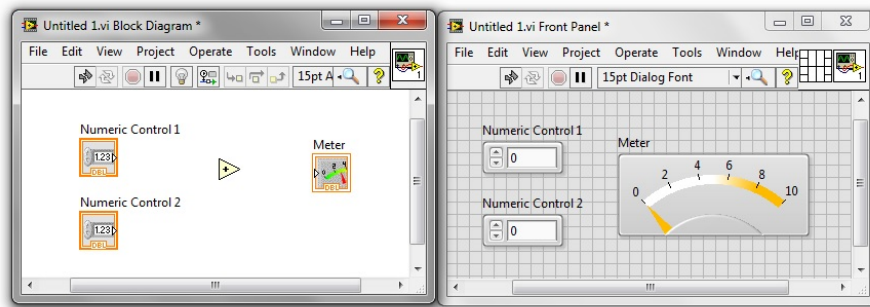 Untitled 1.vi Block Diagram *
File Edit View Project Operate Tools Window Help
15pt A
?
1
Numeric Control 1
1.23
DBL
Meter
Numeric Control 2
1.23
DBL
Untitled 1.vi Front Panel *
File Edit View Project Operate Tools Window Help
15pt Dialog Font
?
1
Numeric Control 1
0
Meter
0 2 4 6 8 10
Numeric Control 2
0